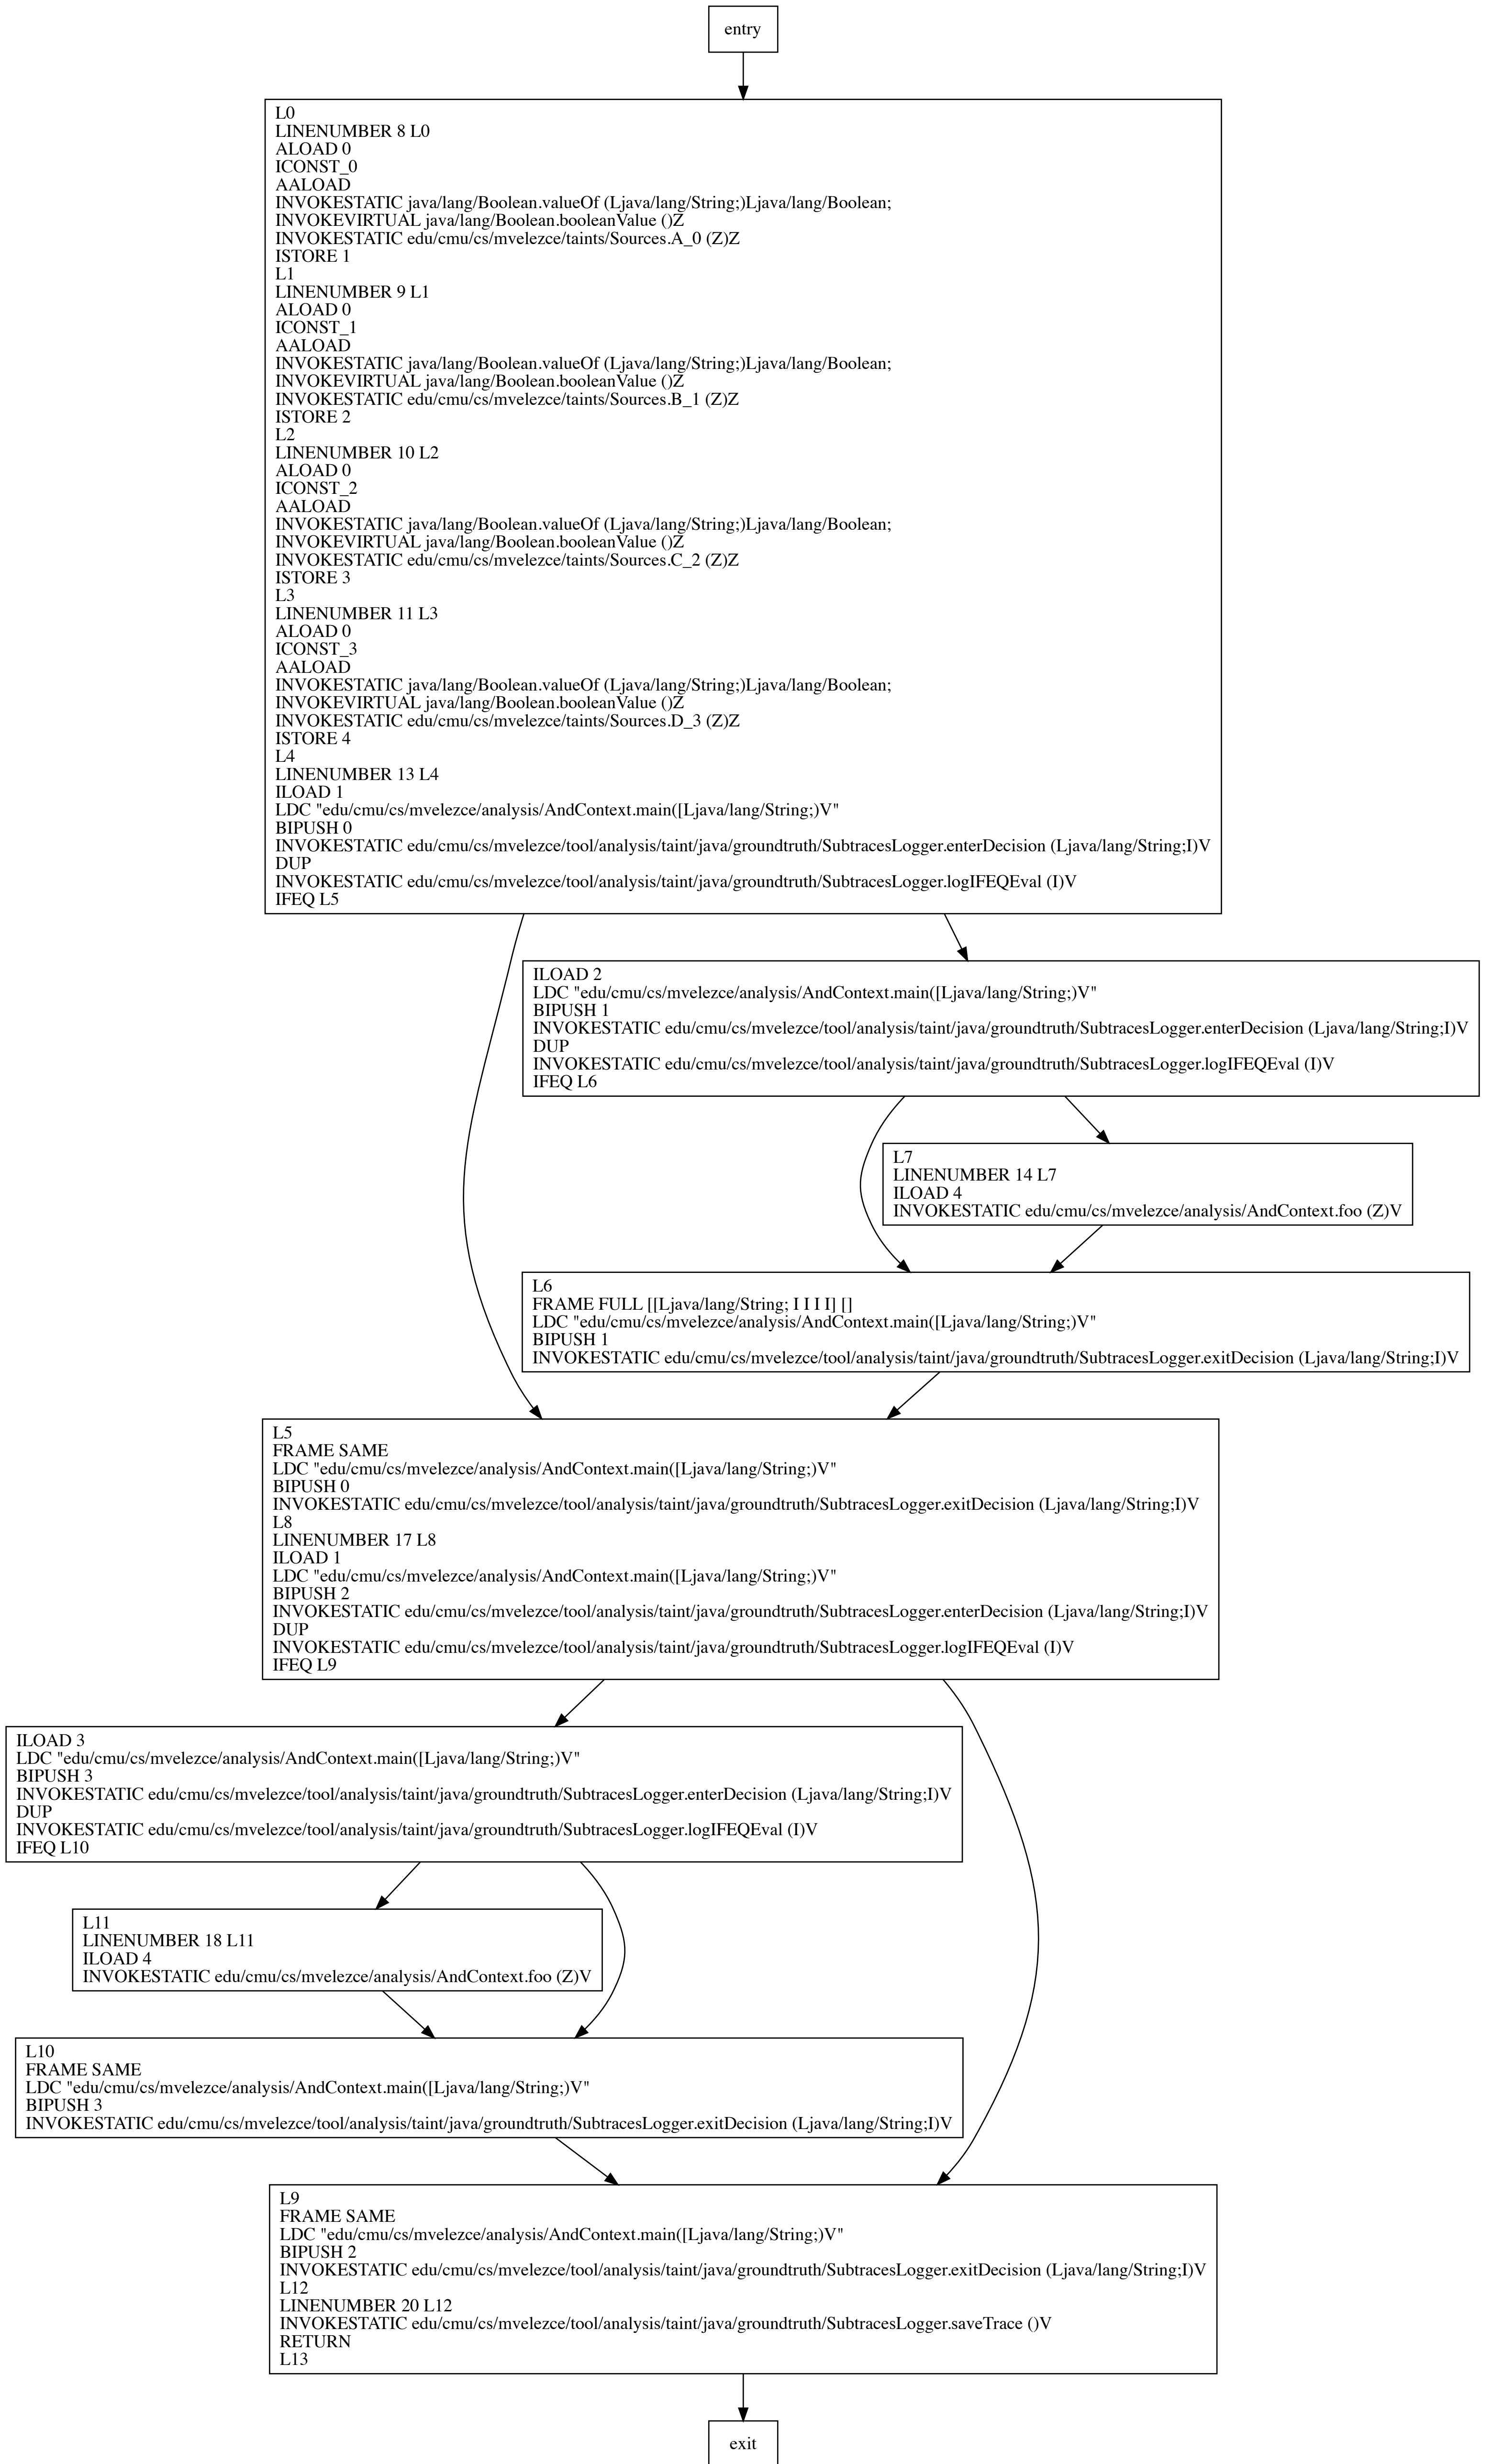 entry
L0
LINENUMBER 8 L0
ALOAD 0
ICONST_0
AALOAD
INVOKESTATIC java/lang/Boolean.valueOf (Ljava/lang/String;)Ljava/lang/Boolean;
INVOKEVIRTUAL java/lang/Boolean.booleanValue ()Z
INVOKESTATIC edu/cmu/cs/mvelezce/taints/Sources.A_0 (Z)Z
ISTORE 1
L1
LINENUMBER 9 L1
ALOAD 0
ICONST_1
AALOAD
INVOKESTATIC java/lang/Boolean.valueOf (Ljava/lang/String;)Ljava/lang/Boolean;
INVOKEVIRTUAL java/lang/Boolean.booleanValue ()Z
INVOKESTATIC edu/cmu/cs/mvelezce/taints/Sources.B_1 (Z)Z
ISTORE 2
L2
LINENUMBER 10 L2
ALOAD 0
ICONST_2
AALOAD
INVOKESTATIC java/lang/Boolean.valueOf (Ljava/lang/String;)Ljava/lang/Boolean;
INVOKEVIRTUAL java/lang/Boolean.booleanValue ()Z
INVOKESTATIC edu/cmu/cs/mvelezce/taints/Sources.C_2 (Z)Z
ISTORE 3
L3
LINENUMBER 11 L3
ALOAD 0
ICONST_3
AALOAD
INVOKESTATIC java/lang/Boolean.valueOf (Ljava/lang/String;)Ljava/lang/Boolean;
INVOKEVIRTUAL java/lang/Boolean.booleanValue ()Z
INVOKESTATIC edu/cmu/cs/mvelezce/taints/Sources.D_3 (Z)Z
ISTORE 4
L4
LINENUMBER 13 L4
ILOAD 1
LDC "edu/cmu/cs/mvelezce/analysis/AndContext.main([Ljava/lang/String;)V"
BIPUSH 0
INVOKESTATIC edu/cmu/cs/mvelezce/tool/analysis/taint/java/groundtruth/SubtracesLogger.enterDecision (Ljava/lang/String;I)V
DUP
INVOKESTATIC edu/cmu/cs/mvelezce/tool/analysis/taint/java/groundtruth/SubtracesLogger.logIFEQEval (I)V
IFEQ L5
ILOAD 2
LDC "edu/cmu/cs/mvelezce/analysis/AndContext.main([Ljava/lang/String;)V"
BIPUSH 1
INVOKESTATIC edu/cmu/cs/mvelezce/tool/analysis/taint/java/groundtruth/SubtracesLogger.enterDecision (Ljava/lang/String;I)V
DUP
INVOKESTATIC edu/cmu/cs/mvelezce/tool/analysis/taint/java/groundtruth/SubtracesLogger.logIFEQEval (I)V
IFEQ L6
L7
LINENUMBER 14 L7
ILOAD 4
INVOKESTATIC edu/cmu/cs/mvelezce/analysis/AndContext.foo (Z)V
L6
FRAME FULL [[Ljava/lang/String; I I I I] []
LDC "edu/cmu/cs/mvelezce/analysis/AndContext.main([Ljava/lang/String;)V"
BIPUSH 1
INVOKESTATIC edu/cmu/cs/mvelezce/tool/analysis/taint/java/groundtruth/SubtracesLogger.exitDecision (Ljava/lang/String;I)V
L5
FRAME SAME
LDC "edu/cmu/cs/mvelezce/analysis/AndContext.main([Ljava/lang/String;)V"
BIPUSH 0
INVOKESTATIC edu/cmu/cs/mvelezce/tool/analysis/taint/java/groundtruth/SubtracesLogger.exitDecision (Ljava/lang/String;I)V
L8
LINENUMBER 17 L8
ILOAD 1
LDC "edu/cmu/cs/mvelezce/analysis/AndContext.main([Ljava/lang/String;)V"
BIPUSH 2
INVOKESTATIC edu/cmu/cs/mvelezce/tool/analysis/taint/java/groundtruth/SubtracesLogger.enterDecision (Ljava/lang/String;I)V
DUP
INVOKESTATIC edu/cmu/cs/mvelezce/tool/analysis/taint/java/groundtruth/SubtracesLogger.logIFEQEval (I)V
IFEQ L9
ILOAD 3
LDC "edu/cmu/cs/mvelezce/analysis/AndContext.main([Ljava/lang/String;)V"
BIPUSH 3
INVOKESTATIC edu/cmu/cs/mvelezce/tool/analysis/taint/java/groundtruth/SubtracesLogger.enterDecision (Ljava/lang/String;I)V
DUP
INVOKESTATIC edu/cmu/cs/mvelezce/tool/analysis/taint/java/groundtruth/SubtracesLogger.logIFEQEval (I)V
IFEQ L10
L11
LINENUMBER 18 L11
ILOAD 4
INVOKESTATIC edu/cmu/cs/mvelezce/analysis/AndContext.foo (Z)V
L10
FRAME SAME
LDC "edu/cmu/cs/mvelezce/analysis/AndContext.main([Ljava/lang/String;)V"
BIPUSH 3
INVOKESTATIC edu/cmu/cs/mvelezce/tool/analysis/taint/java/groundtruth/SubtracesLogger.exitDecision (Ljava/lang/String;I)V
L9
FRAME SAME
LDC "edu/cmu/cs/mvelezce/analysis/AndContext.main([Ljava/lang/String;)V"
BIPUSH 2
INVOKESTATIC edu/cmu/cs/mvelezce/tool/analysis/taint/java/groundtruth/SubtracesLogger.exitDecision (Ljava/lang/String;I)V
L12
LINENUMBER 20 L12
INVOKESTATIC edu/cmu/cs/mvelezce/tool/analysis/taint/java/groundtruth/SubtracesLogger.saveTrace ()V
RETURN
L13
exit